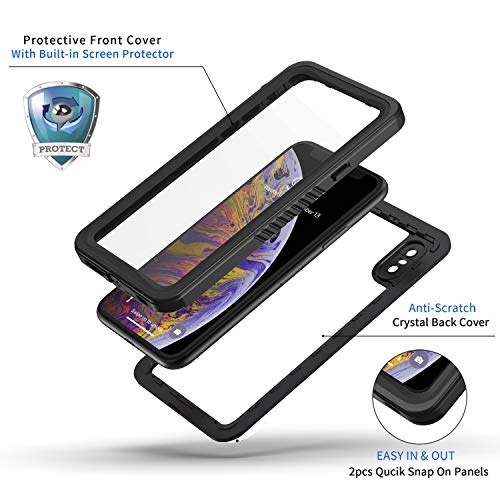 Protective Front Cover
With Built-in Screen Protector
PROTECT
Anti-Scratch
Crystal Back Cover
EASY IN & OUT
2pcs Qucik Snap On Panels